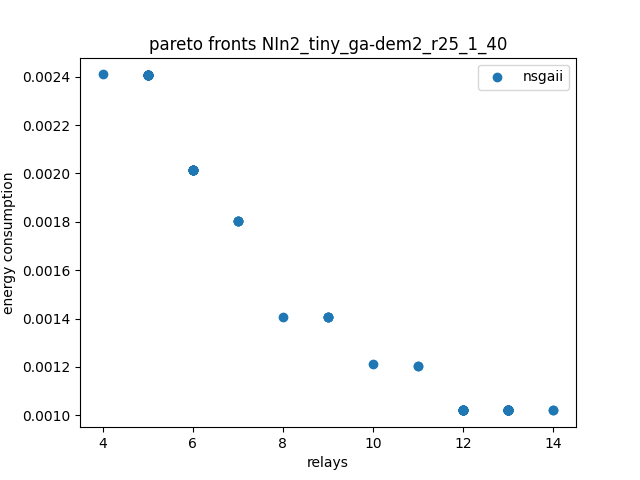 pareto fronts NIn2_tiny_ga-dem2_r25_1_40
nsgaii
energy consumption
0.0024
0.0022
0.0020
0.0018
0.0016
0.0014
0.0012
0.0010
4 6 8 10 12 14
relays